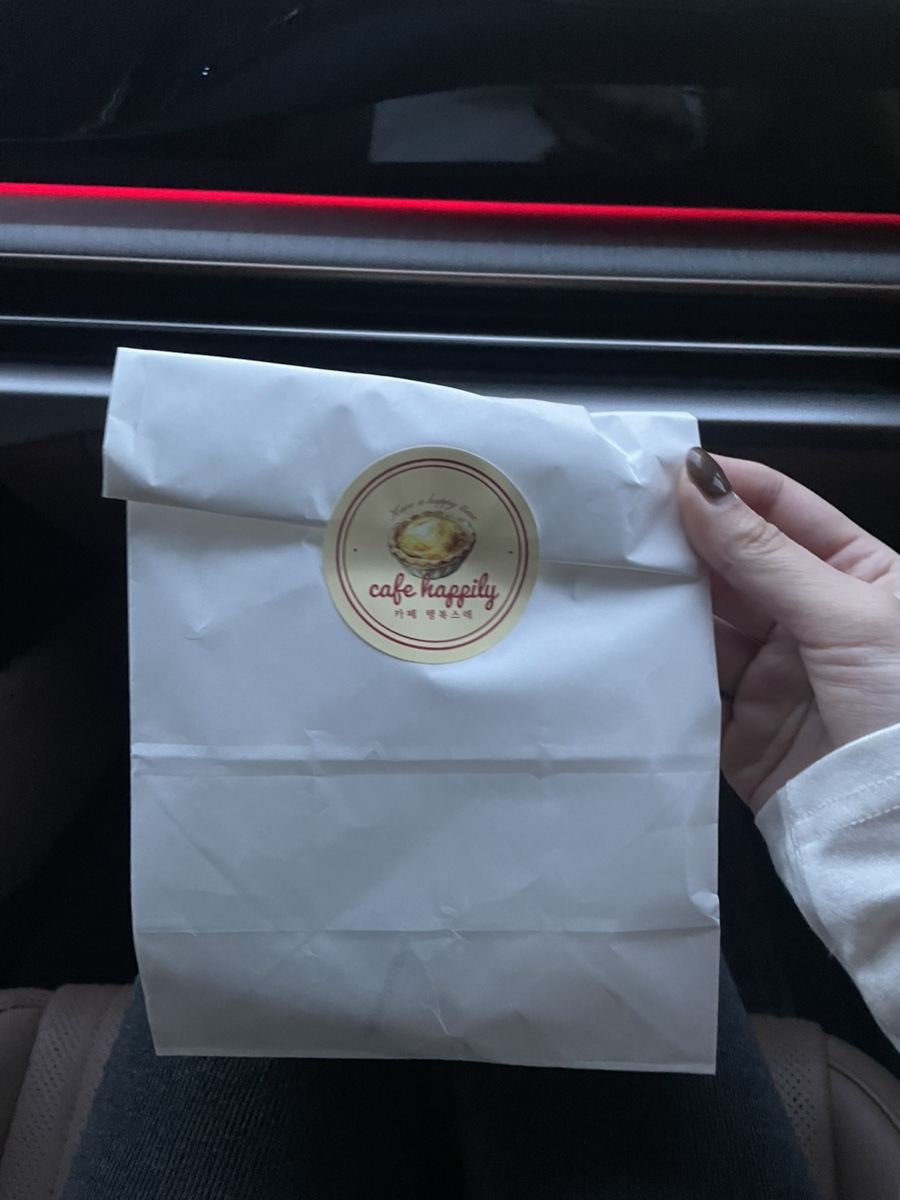 Have a happy time
cafe happily
카페 행복스레